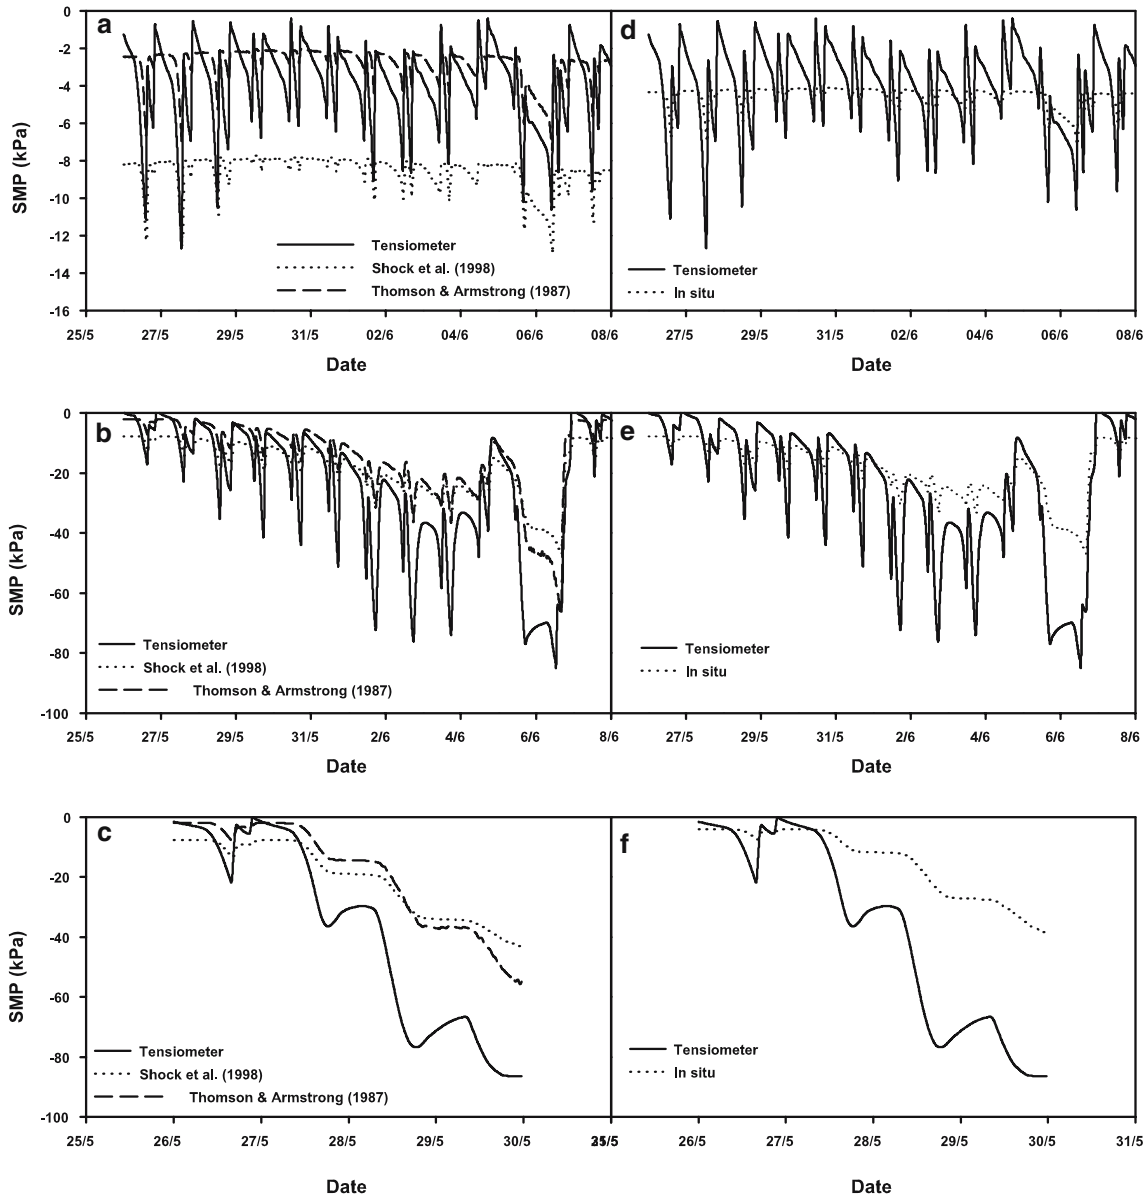 a
d
0
-2
-4
-6
-8
-10
-12
-14
-16
SMP (kPa)
Tensiometer
Shock et al. (1998)
Thomson & Armstrong (1987)
Tensiometer
In situ
25/5 27/5 29/5 31/5 02/6 04/6 06/6 08/6
27/5 29/5 31/5 02/6 04/6 06/6 08/6
Date
Date
b
e
0
-20
-40
-60
-80
-100
SMP (kPa)
Tensiometer
Shock et al. (1998)
Thomson & Armstrong (1987)
Tensiometer
In situ
25/5 27/5 29/5 31/5 2/6 4/6 6/6 8/6
27/5 29/5 31/5 2/6 4/6 6/6 8/6
Date
Date
c
f
0
-20
-40
-60
-80
-100
SMP (kPa)
Tensiometer
Shock et al. (1998)
Thomson & Armstrong (1987)
Tensiometer
In situ
25/5 26/5 27/5 28/5 29/5 30/5
26/5 27/5 28/5 29/5 30/5 31/5
Date
Date